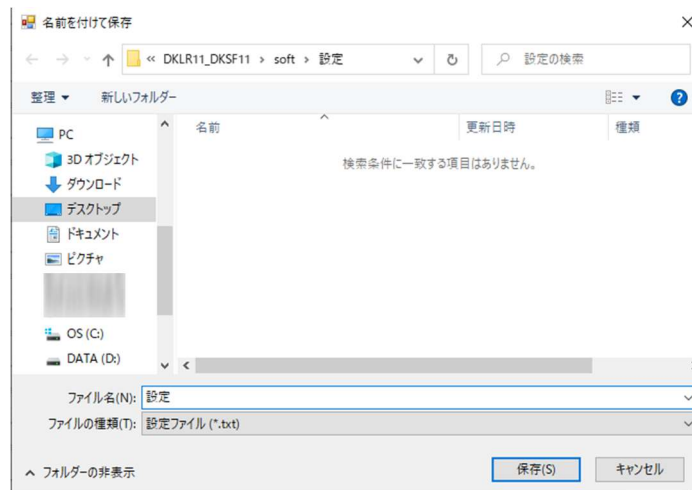 名前を付けて保存
« DKLR11_DKSF11 › soft › 設定
設定の検索
整理 ▼ 新しいフォルダー
名前 更新日時 種類
検索条件に一致する項目はありません。
PC
3D オブジェクト
ダウンロード
デスクトップ
ドキュメント
ピクチャ
OS (C:)
DATA (D:)
ファイル名(N): 設定
ファイルの種類(T): 設定ファイル (*.txt)
フォルダーの非表示
保存(S) キャンセル